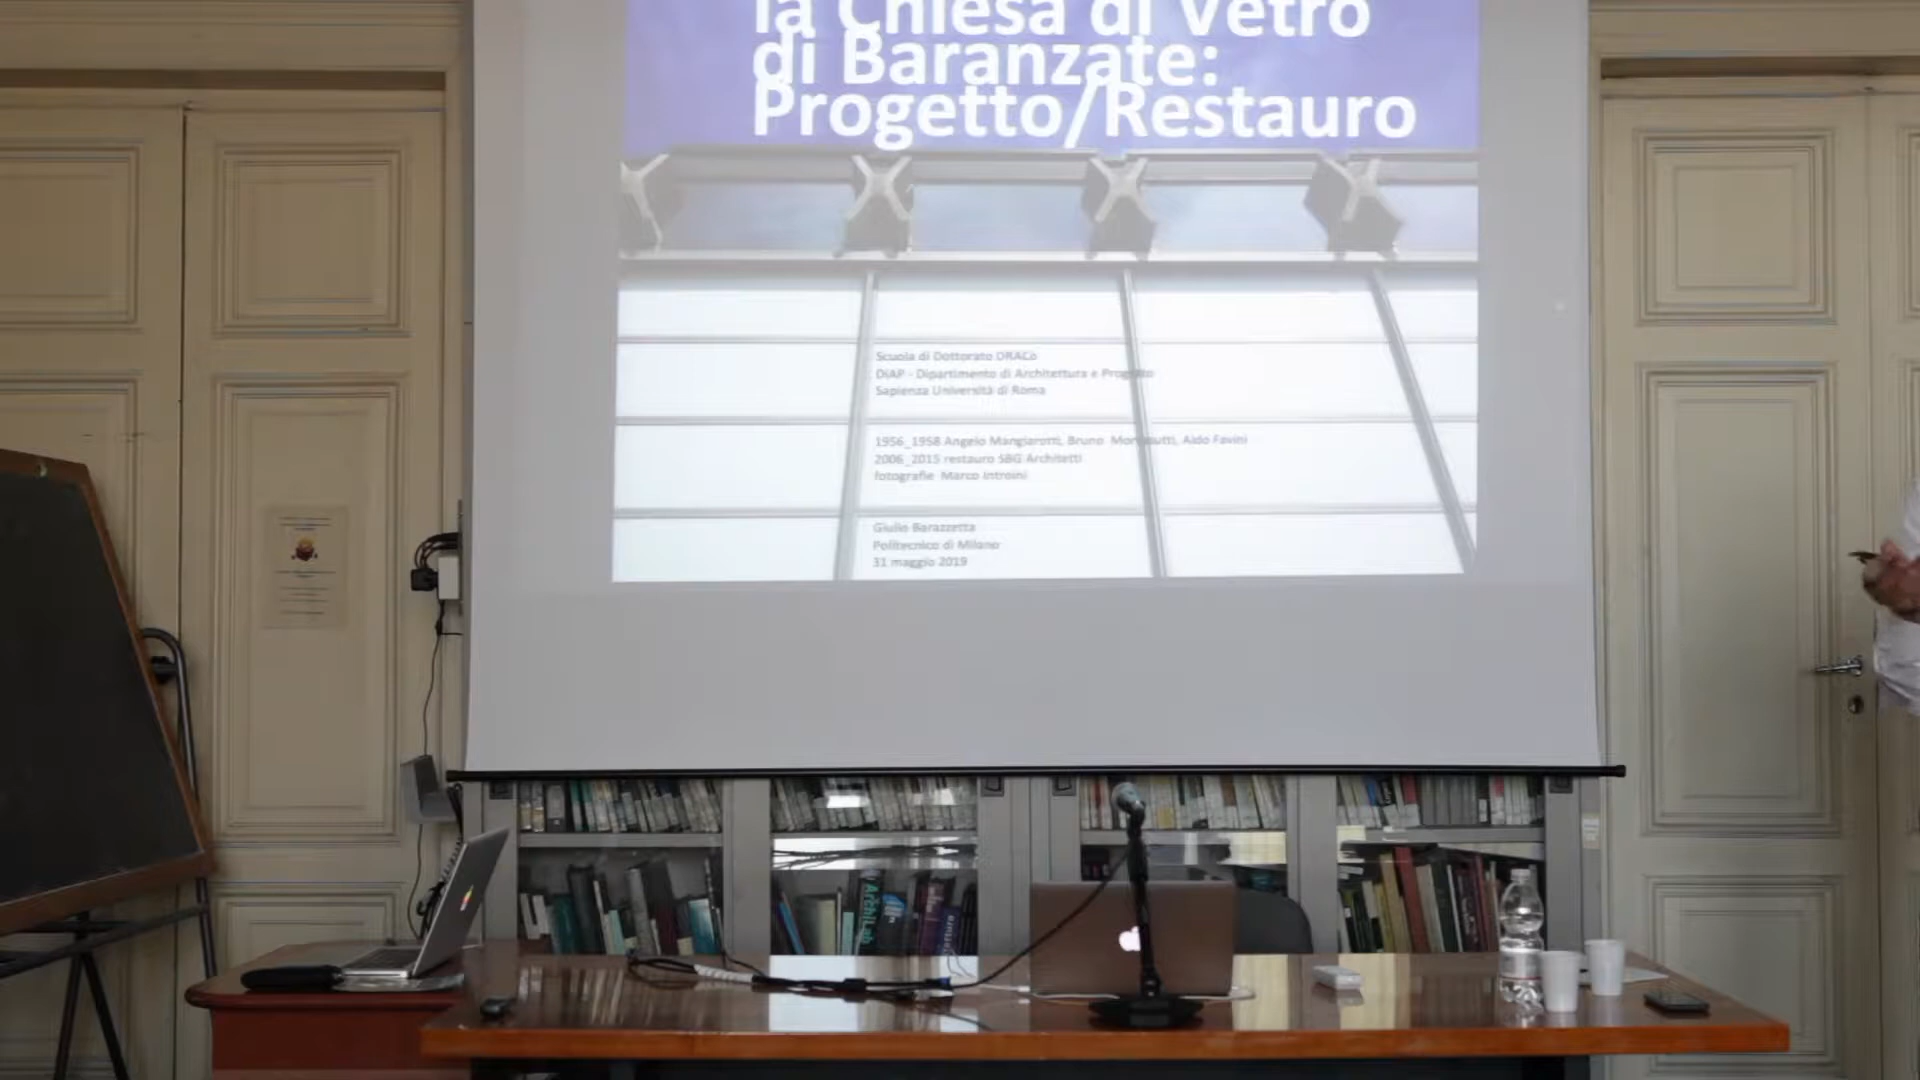 la Chiesa di Vetro
di Baranzate:
Progetto/Restauro
Scuola di Dottorato DRACo
DiAP - Dipartimento di Architettura e Progetto
Sapienza Università di Roma
1956_1958 Angelo Mangiarotti, Bruno Morassutti, Aldo Favini
2006_2015 restauro SBG Architetti
fotografie Marco Introini
Giulio Barazzetta
Politecnico di Milano
31 maggio 2019
ArchiLab